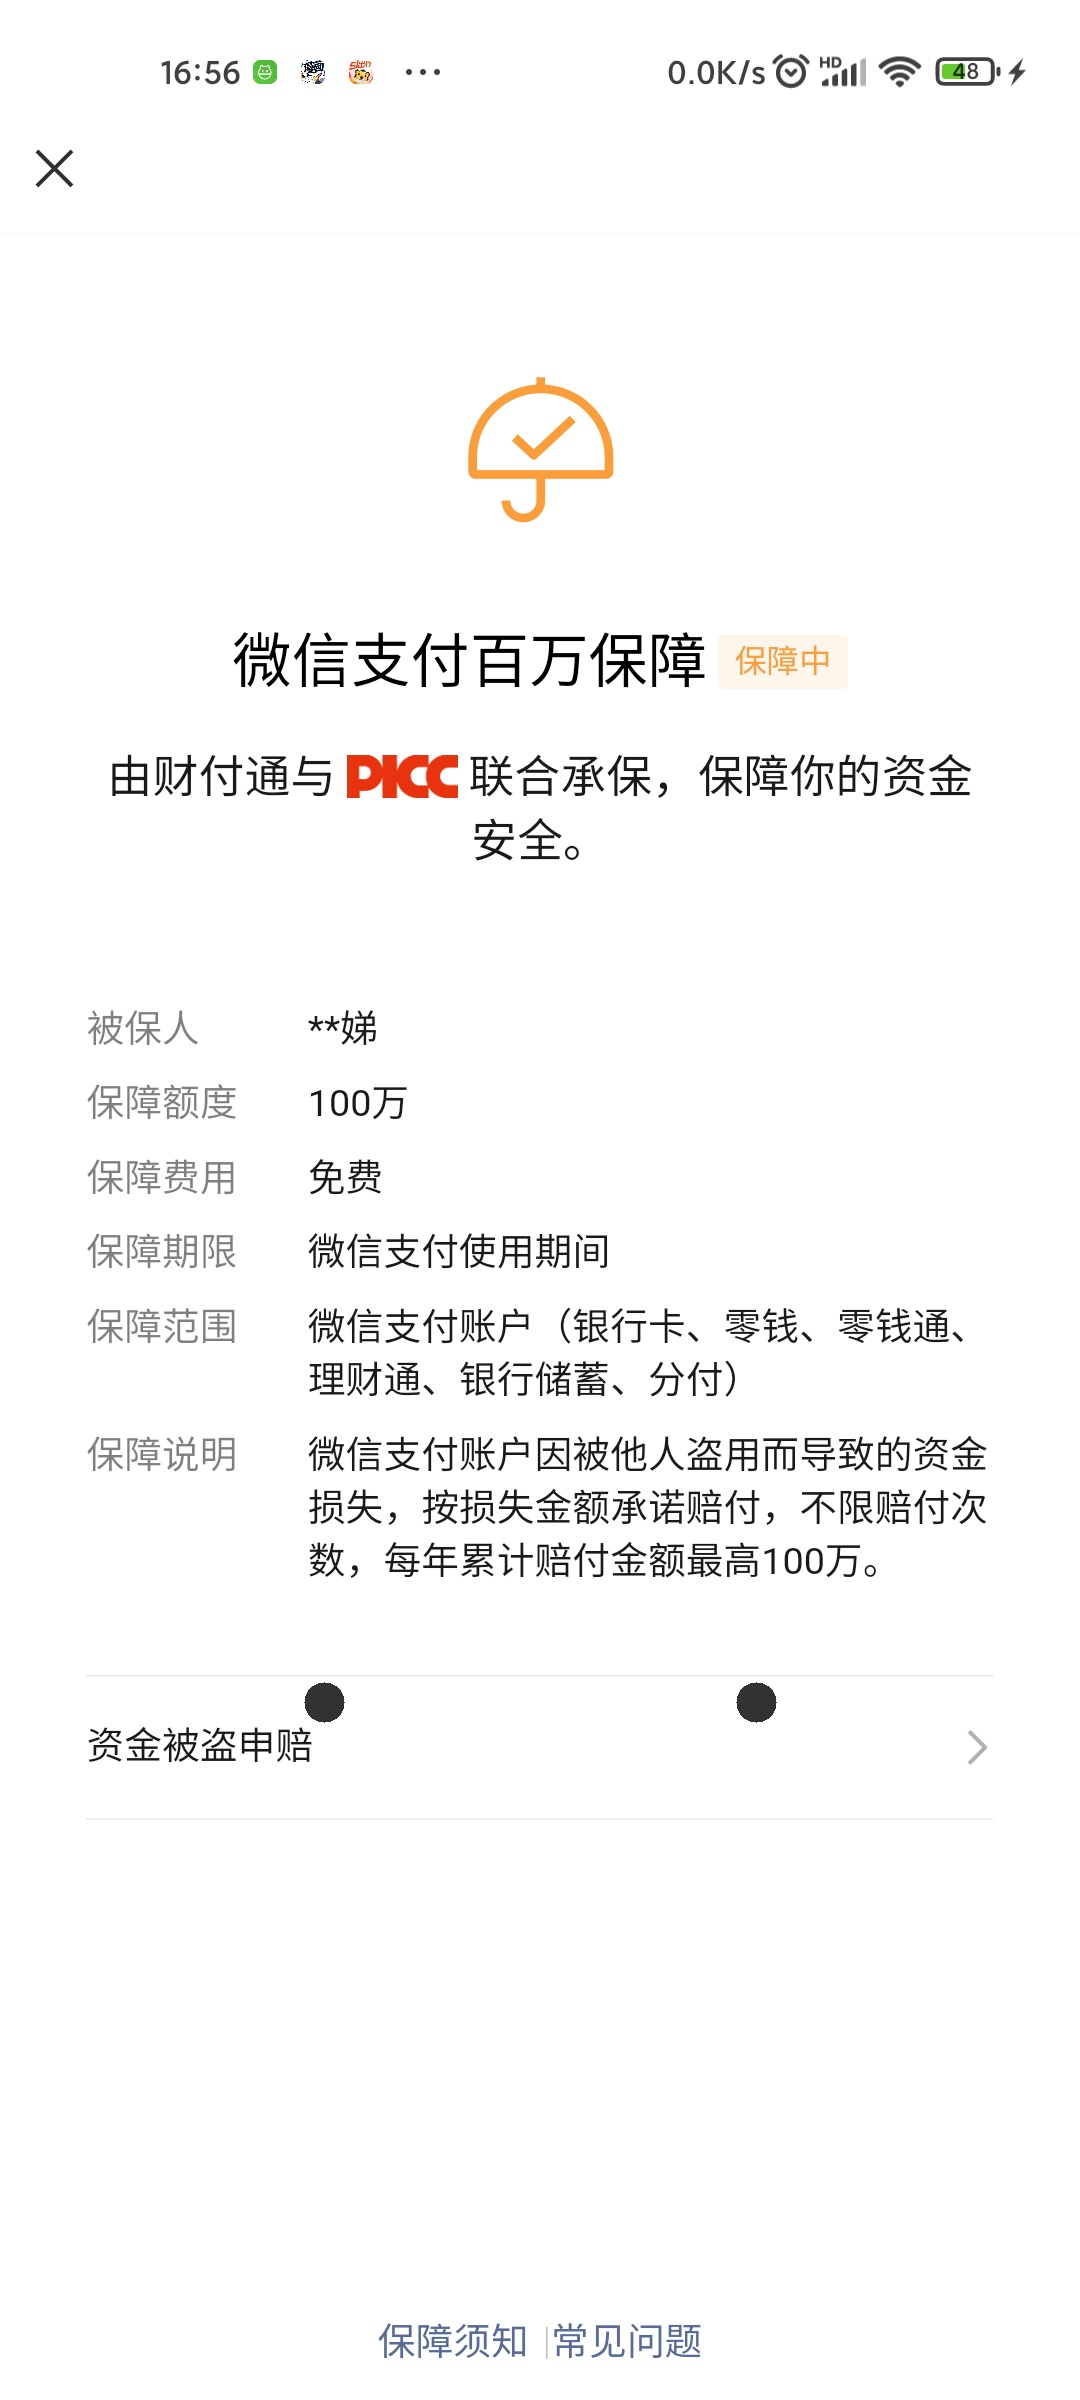 16:56 0.0K/s HD 48
微信支付百万保障 保障中
由财付通与 PICC 联合承保，保障你的资金
安全。
被保人 **娣
保障额度 100万
保障费用 免费
保障期限 微信支付使用期间
保障范围 微信支付账户（银行卡、零钱、零钱通、
理财通、银行储蓄、分付）
保障说明 微信支付账户因被他人盗用而导致的资金
损失，按损失金额承诺赔付，不限赔付次
数，每年累计赔付金额最高100万。
资金被盗申赔
保障须知 常见问题